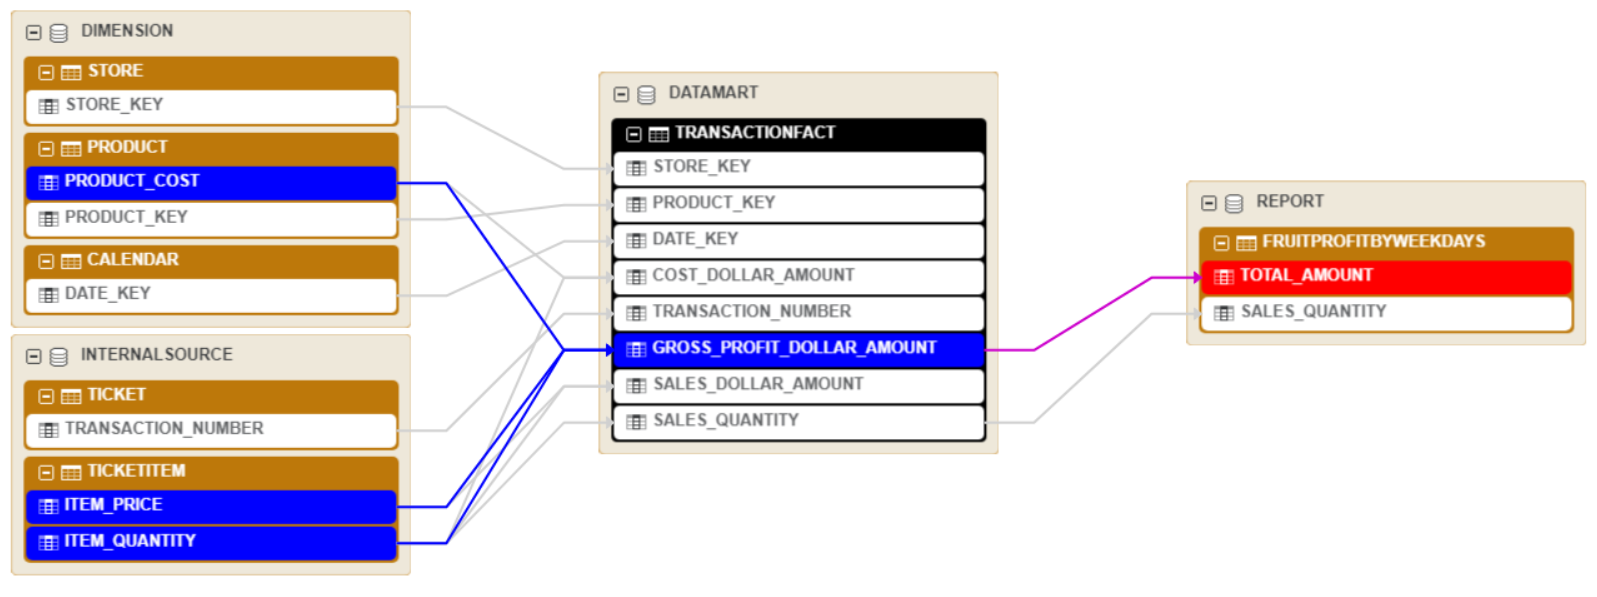 DIMENSION
STORE
STORE_KEY
PRODUCT
PRODUCT_COST
PRODUCT_KEY
CALENDAR
DATE_KEY
INTERNALSOURCE
TICKET
TRANSACTION_NUMBER
TICKETITEM
ITEM_PRICE
ITEM_QUANTITY
DATAMART
TRANSACTIONFACT
STORE_KEY
PRODUCT_KEY
DATE_KEY
COST_DOLLAR_AMOUNT
TRANSACTION_NUMBER
GROSS_PROFIT_DOLLAR_AMOUNT
SALES_DOLLAR_AMOUNT
SALES_QUANTITY
REPORT
FRUITPROFITBYWEEKDAYS
TOTAL_AMOUNT
SALES_QUANTITY